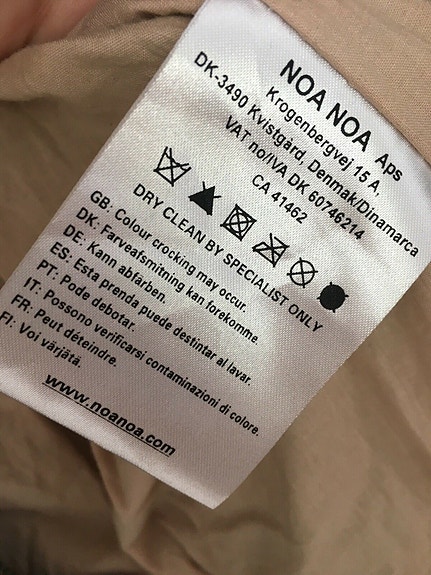 NOA NOA Aps
Krogenbergvej 15 A,
DK-3490 Kvistgård, Denmak/Dinamarca
VAT no/IVA DK 60746214
CA 41462
DRY CLEAN BY SPECIALIST ONLY
GB: Colour crocking may occur.
DK: Farveafsmitning kan forekomme.
DE: Kann abfärben.
ES: Esta prenda puede destintar al lavar.
PT: Pode debotar.
IT: Possono verificarsi contaminazioni di colore.
FR: Peut déteindre.
FI: Voi värjätä.
www.noanoa.com